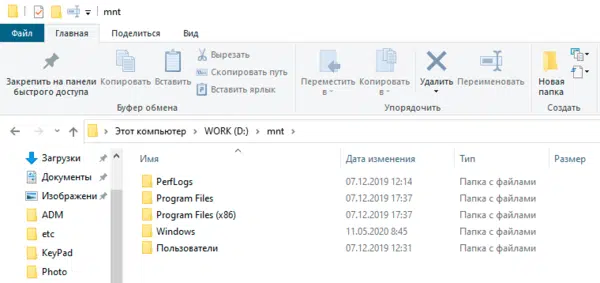 mnt
Файл Главная Поделиться Вид
Закрепить на панели быстрого доступа
Копировать
Вставить
Вырезать
Скопировать путь
Вставить ярлык
Буфер обмена
Переместить в
Копировать в
Удалить
Переименовать
Упорядочить
Новая папка
Создать
Этот компьютер > WORK (D:) > mnt >
Загрузки
Документы
Изображени
ADM
etc
KeyPad
Photo
Имя Дата изменения Тип Размер
PerfLogs 07.12.2019 12:14 Папка с файлами
Program Files 07.12.2019 17:37 Папка с файлами
Program Files (x86) 07.12.2019 17:37 Папка с файлами
Windows 11.05.2020 8:45 Папка с файлами
Пользователи 07.12.2019 12:31 Папка с файлами